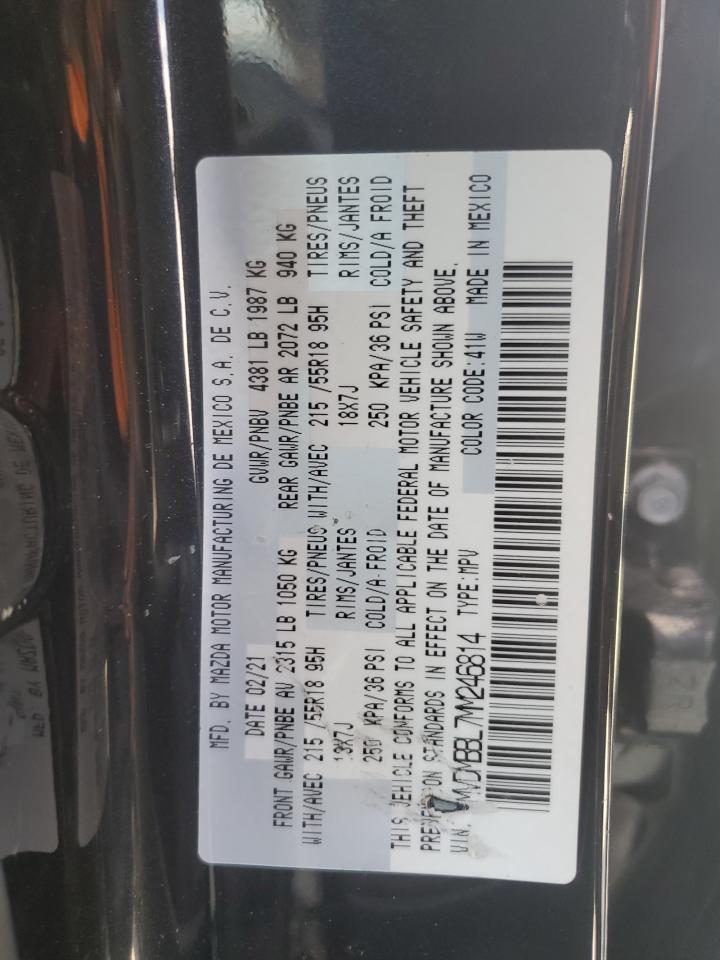 MFD. BY MAZDA MOTOR MANUFACTURING DE MEXICO S.A. DE C.V.
DATE 02/21 GVWR/PNBV 4381 LB 1987 KG
FRONT GAWR/PNBE AV 2315 LB 1050 KG REAR GAWR/PNBE AR 2072 LB 940 KG
WITH/AVEC 215 /55R18 95H TIRES/PNEUS WITH/AVEC 215 /55R18 95H TIRES/PNEUS
18X7J RIMS/JANTES 18X7J RIMS/JANTES
250 KPA/36 PSI COLD/A FROID 250 KPA/36 PSI COLD/A FROID
THIS VEHICLE CONFORMS TO ALL APPLICABLE FEDERAL MOTOR VEHICLE SAFETY AND THEFT
PREVENTION STANDARDS IN EFFECT ON THE DATE OF MANUFACTURE SHOWN ABOVE.
VIN. MVDMBBL7MM246814 TYPE:MPV COLOR CODE:41W MADE IN MEXICO